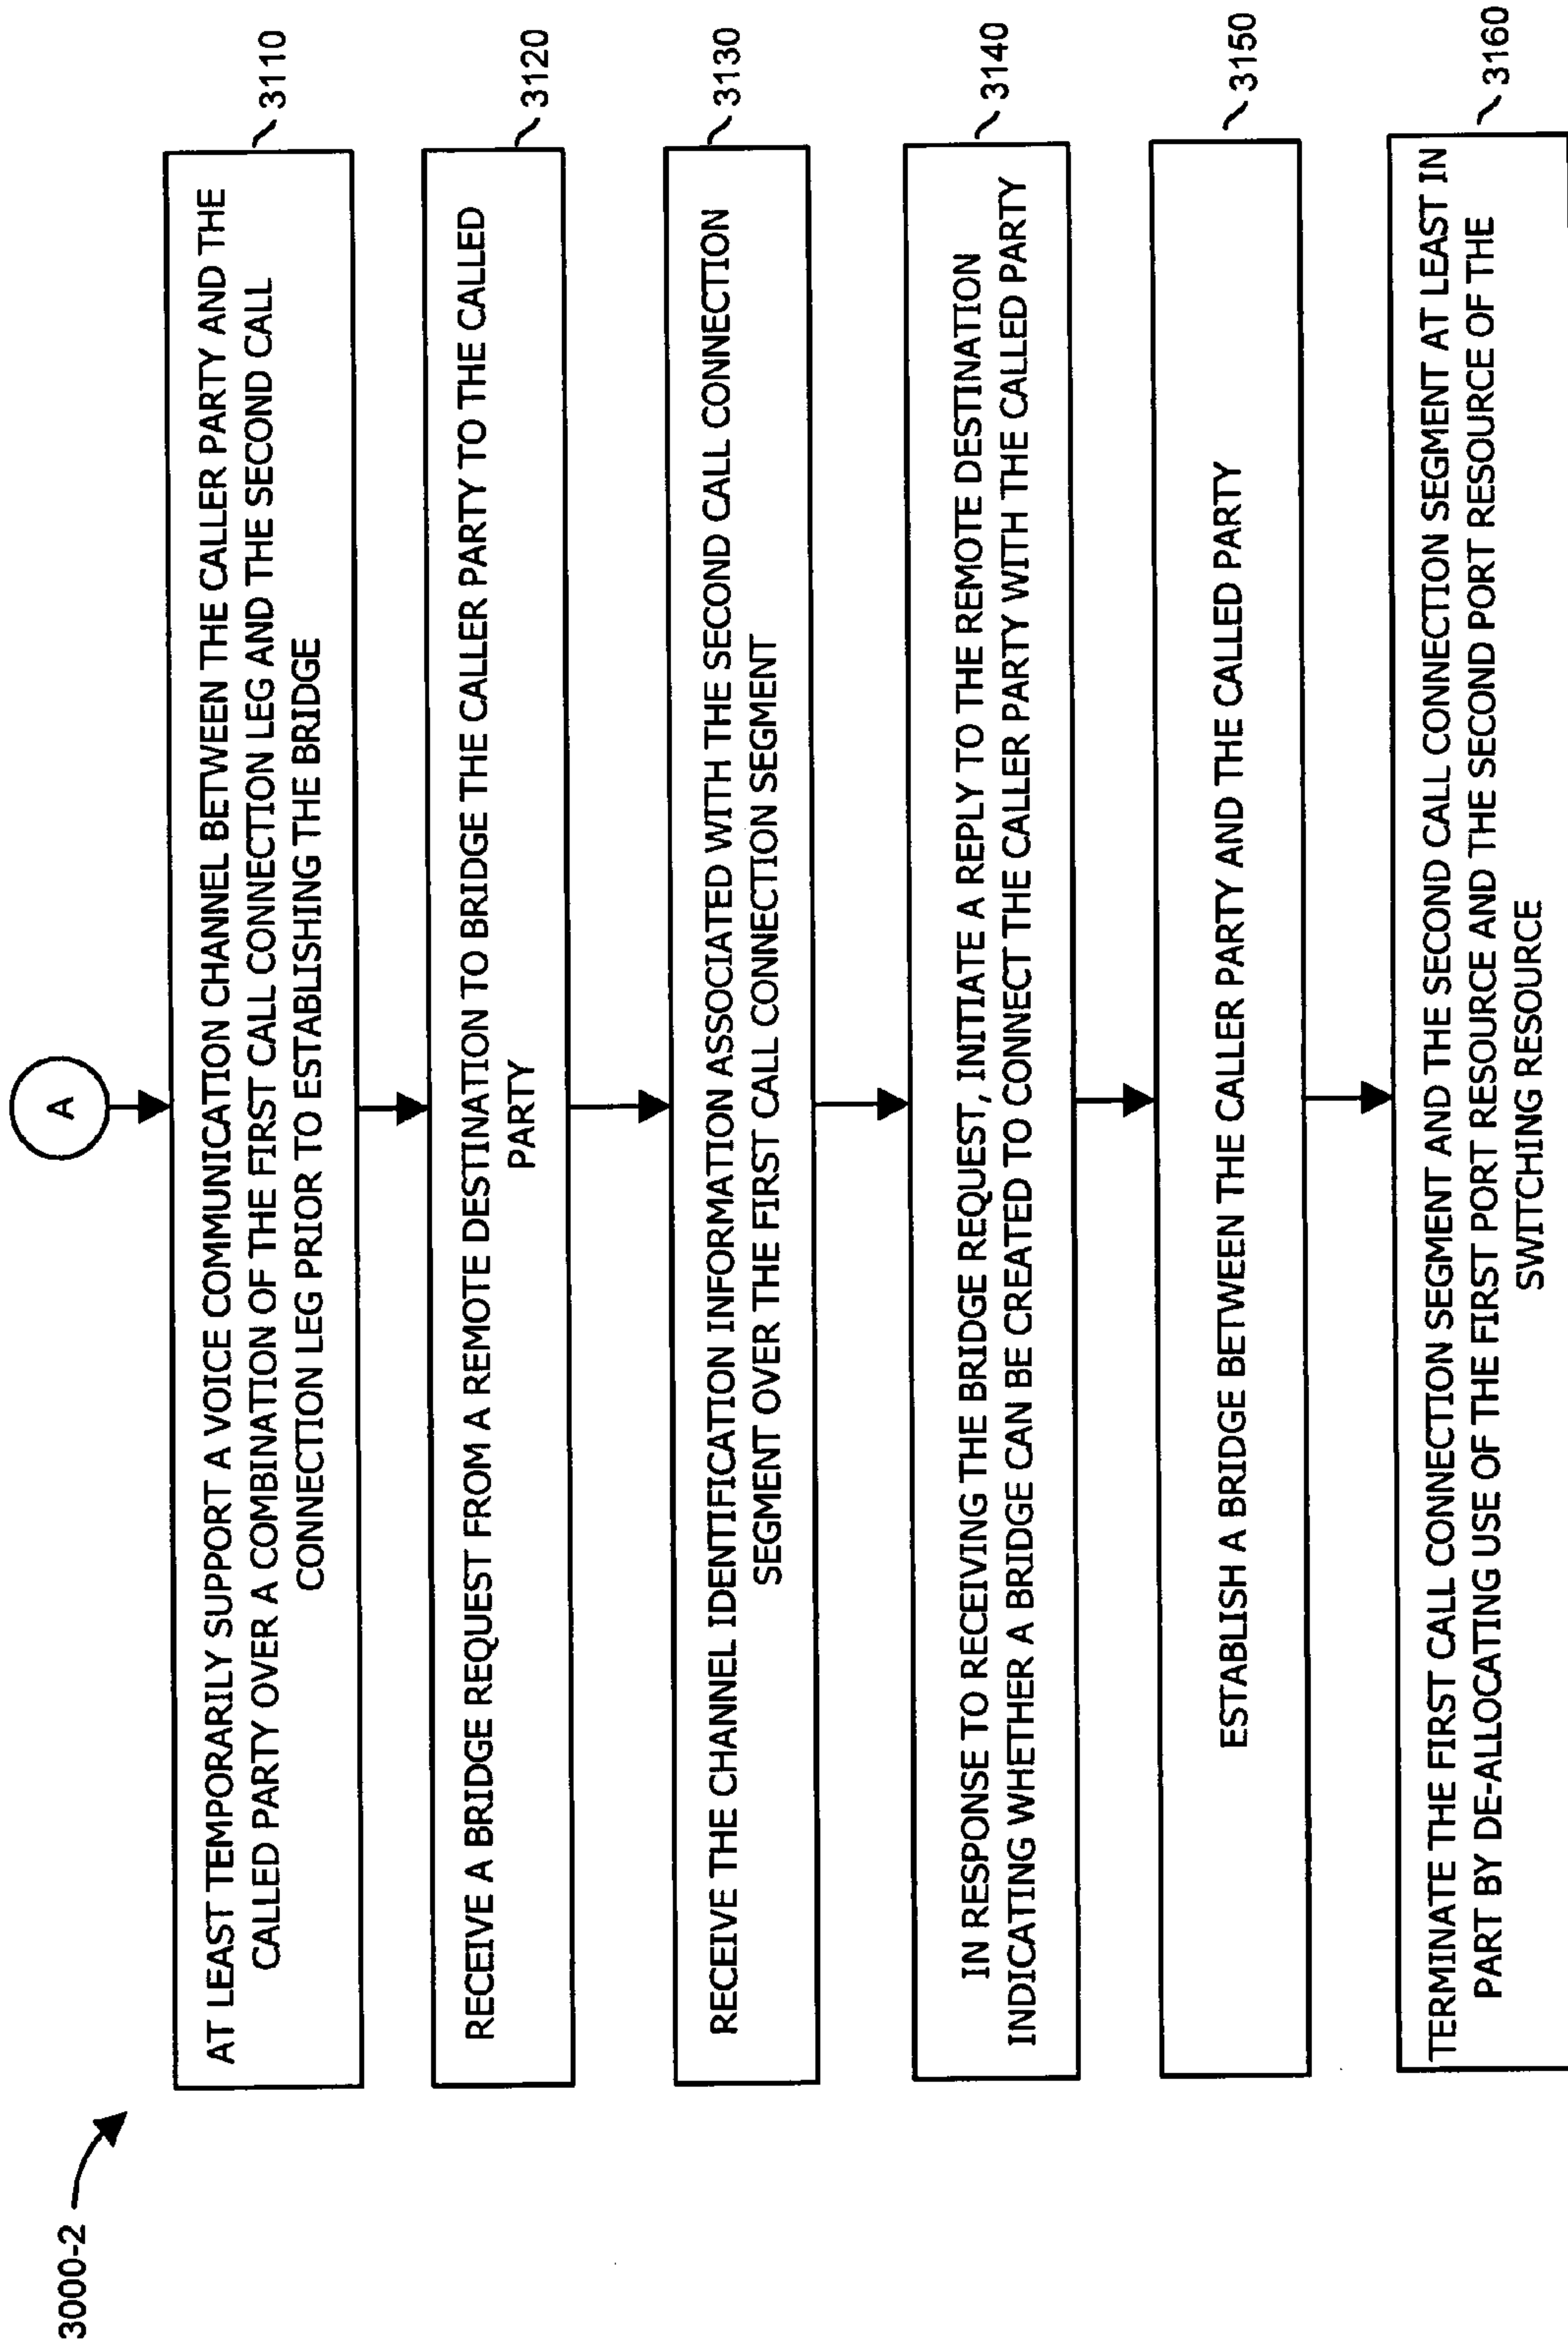 3000-2
A
AT LEAST TEMPORARILY SUPPORT A VOICE COMMUNICATION CHANNEL BETWEEN THE CALLER PARTY AND THE
CALLED PARTY OVER A COMBINATION OF THE FIRST CALL CONNECTION LEG AND THE SECOND CALL
CONNECTION LEG PRIOR TO ESTABLISHING THE BRIDGE
3110
RECEIVE A BRIDGE REQUEST FROM A REMOTE DESTINATION TO BRIDGE THE CALLER PARTY TO THE CALLED
PARTY
3120
RECEIVE THE CHANNEL IDENTIFICATION INFORMATION ASSOCIATED WITH THE SECOND CALL CONNECTION
SEGMENT OVER THE FIRST CALL CONNECTION SEGMENT
3130
IN RESPONSE TO RECEIVING THE BRIDGE REQUEST, INITIATE A REPLY TO THE REMOTE DESTINATION
INDICATING WHETHER A BRIDGE CAN BE CREATED TO CONNECT THE CALLER PARTY WITH THE CALLED PARTY
3140
ESTABLISH A BRIDGE BETWEEN THE CALLER PARTY AND THE CALLED PARTY
3150
TERMINATE THE FIRST CALL CONNECTION SEGMENT AND THE SECOND CALL CONNECTION SEGMENT AT LEAST IN
PART BY DE-ALLOCATING USE OF THE FIRST PORT RESOURCE AND THE SECOND PORT RESOURCE OF THE
SWITCHING RESOURCE
3160